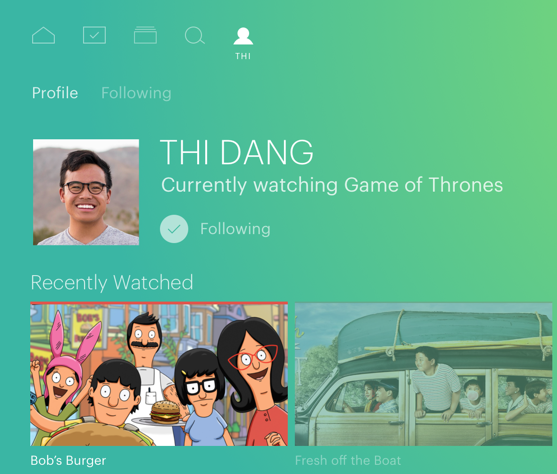 THI
Profile Following
THI DANG
Currently watching Game of Thrones
Following
Recently Watched
BOB'S
Bob's Burger
Fresh off the Boat